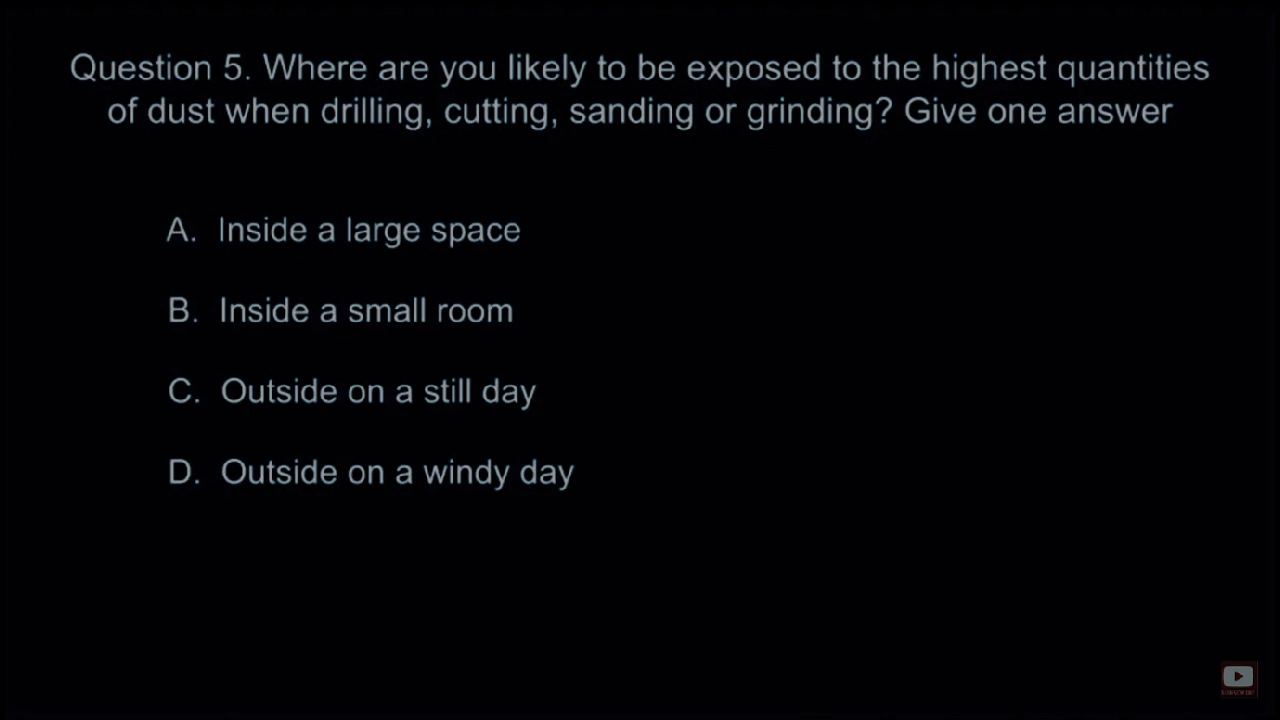 Question 5. Where are you likely to be exposed to the highest quantities
of dust when drilling, cutting, sanding or grinding? Give one answer
A. Inside a large space
B. Inside a small room
C. Outside on a still day
D. Outside on a windy day